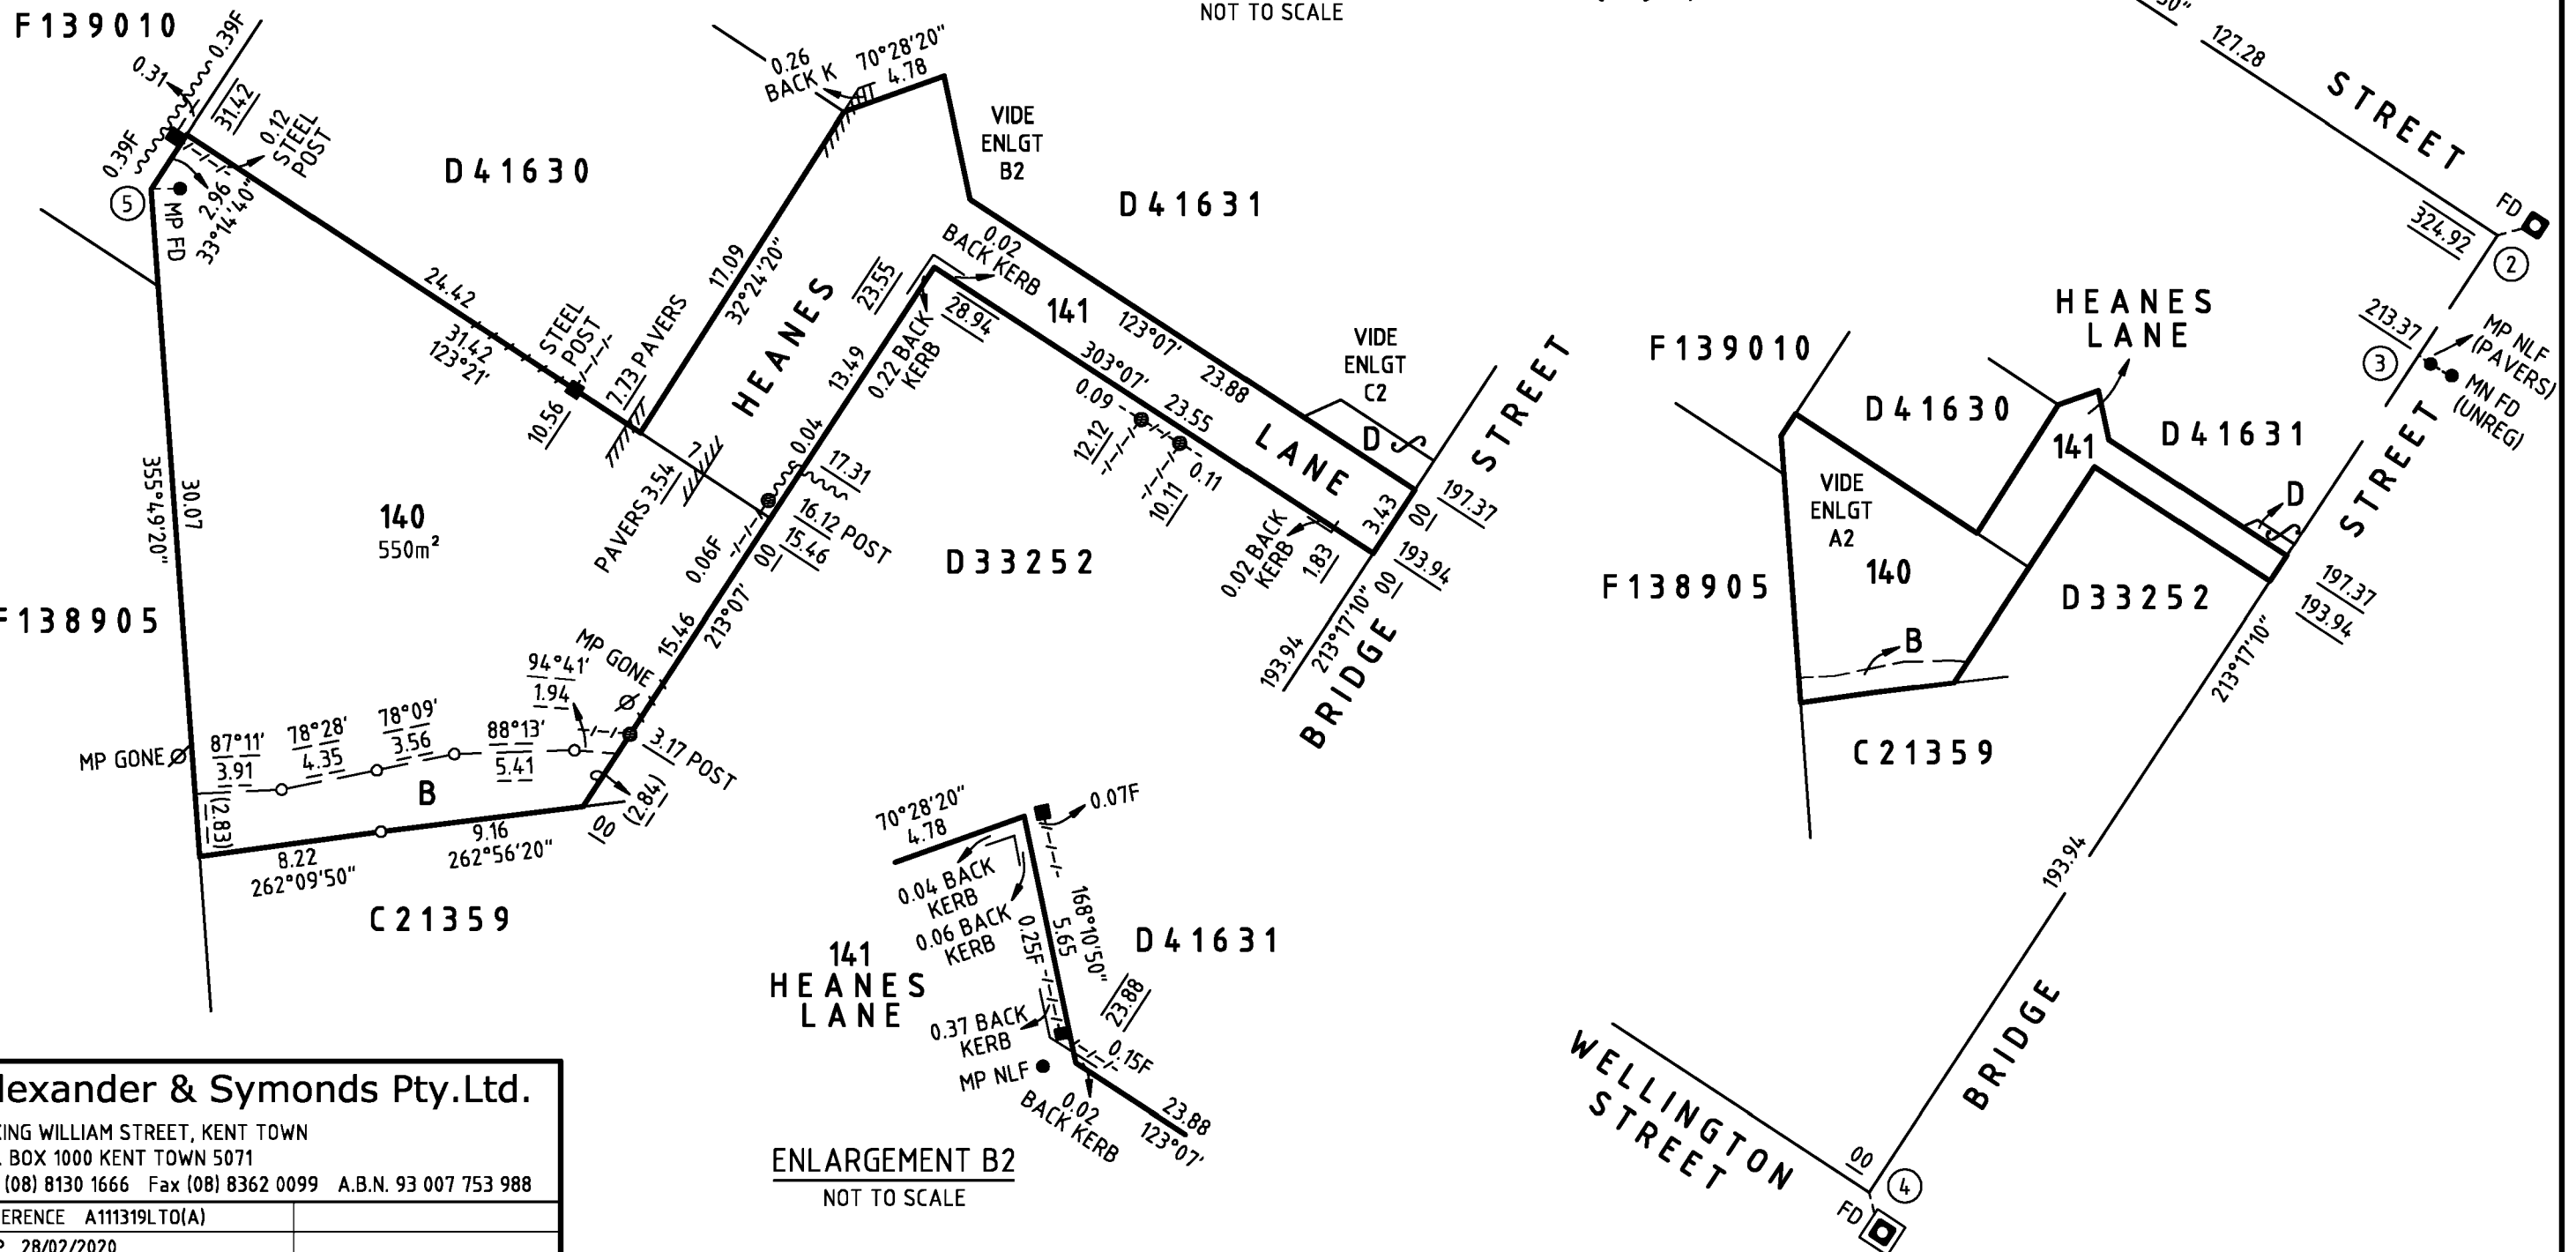 F139010
0.31
0.39F
31.42
0.12
STEEL
POST
0.39F
5
MP FD
2.96
33°14'40"
D41630
24.42
31.42
123°21'
STEEL
POST
10.56
7.73 PAVERS
0.26
BACK K
70°28'20"
4.78
VIDE
ENLGT
B2
D41631
17.09
32°24'20"
HEANES
23.55
0.02
BACK KERB
28.94
141
123°07'
23.88
0.22 BACK
KERB
13.49
303°07'
23.55
0.09
12.12
0.11
10.11
LANE
VIDE
ENLGT
C2
D
STREET
3.43
00
197.37
193.94
00
0.02 BACK
KERB
1.83
193.94
213°17'10"
BRIDGE
0.04
17.31
16.12 POST
15.46
00
PAVERS 3.54
0.06F
D33252
15.46
213°07'
30.07
355°49'20"
140
550m²
F138905
MP GONE
94°41'
1.94
MP GONE
87°11'
3.91
78°28'
4.35
78°09'
3.56
88°13'
5.41
3.17 POST
(2.83)
B
(2.84)
00
8.22
262°09'50"
9.16
262°56'20"
C21359
70°28'20"
4.78
0.07F
0.04 BACK
KERB
0.06 BACK
KERB
0.25F
5.65
168°10'50"
D41631
141
HEANES
LANE
0.37 BACK
KERB
23.88
0.15F
MP NLF
0.02
BACK KERB
23.88
123°07'
ENLARGEMENT B2
NOT TO SCALE
NOT TO SCALE
127.28
STREET
324.92
FD
2
213.37
3
MP NLF
(PAVERS)
MN FD
(UNREG)
HEANES
LANE
F139010
D41630
141
D41631
VIDE
ENLGT
A2
140
F138905
B
D33252
D
STREET
197.37
193.94
213°17'10"
C21359
193.94
BRIDGE
WELLINGTON
STREET
00
4
FD
lexander & Symonds Pty.Ltd.
KING WILLIAM STREET, KENT TOWN
BOX 1000 KENT TOWN 5071
(08) 8130 1666 Fax (08) 8362 0099 A.B.N. 93 007 753 988
ERENCE A111319LTO(A)
28/02/2020